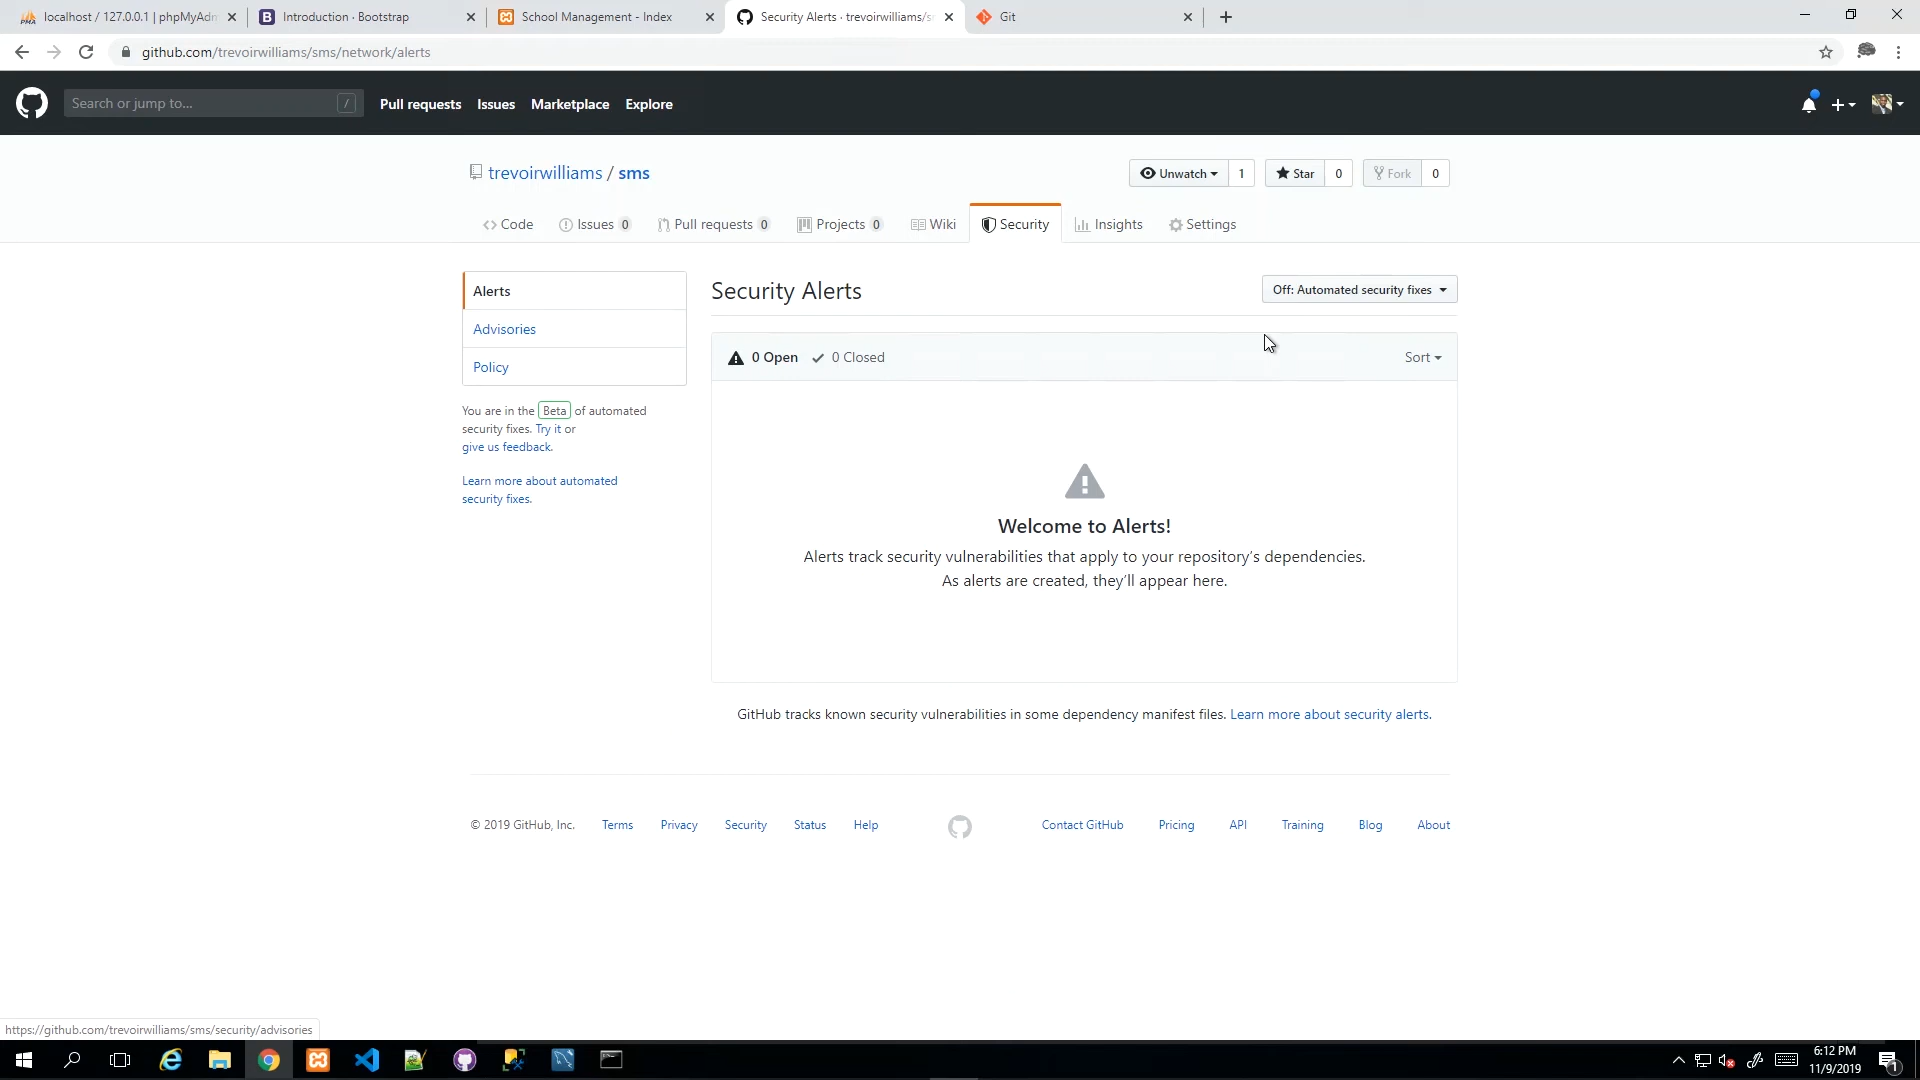 localhost / 127.0.0.1 | phpMyAdm
Introduction · Bootstrap
School Management - Index
Security Alerts · trevoirwilliams/s
Git
github.com/trevoirwilliams/sms/network/alerts
Search or jump to...
/
Pull requests
Issues
Marketplace
Explore
trevoirwilliams / sms
Unwatch
1
Star
0
Fork
0
Code
Issues 0
Pull requests 0
Projects 0
Wiki
Security
Insights
Settings
Alerts
Advisories
Policy
You are in the Beta of automated
security fixes. Try it or
give us feedback.
Learn more about automated
security fixes.
Security Alerts
Off: Automated security fixes
0 Open
0 Closed
Sort
Welcome to Alerts!
Alerts track security vulnerabilities that apply to your repository's dependencies.
As alerts are created, they'll appear here.
GitHub tracks known security vulnerabilities in some dependency manifest files. Learn more about security alerts.
© 2019 GitHub, Inc.
Terms
Privacy
Security
Status
Help
Contact GitHub
Pricing
API
Training
Blog
About
https://github.com/trevoirwilliams/sms/security/advisories
6:12 PM
11/9/2019
1